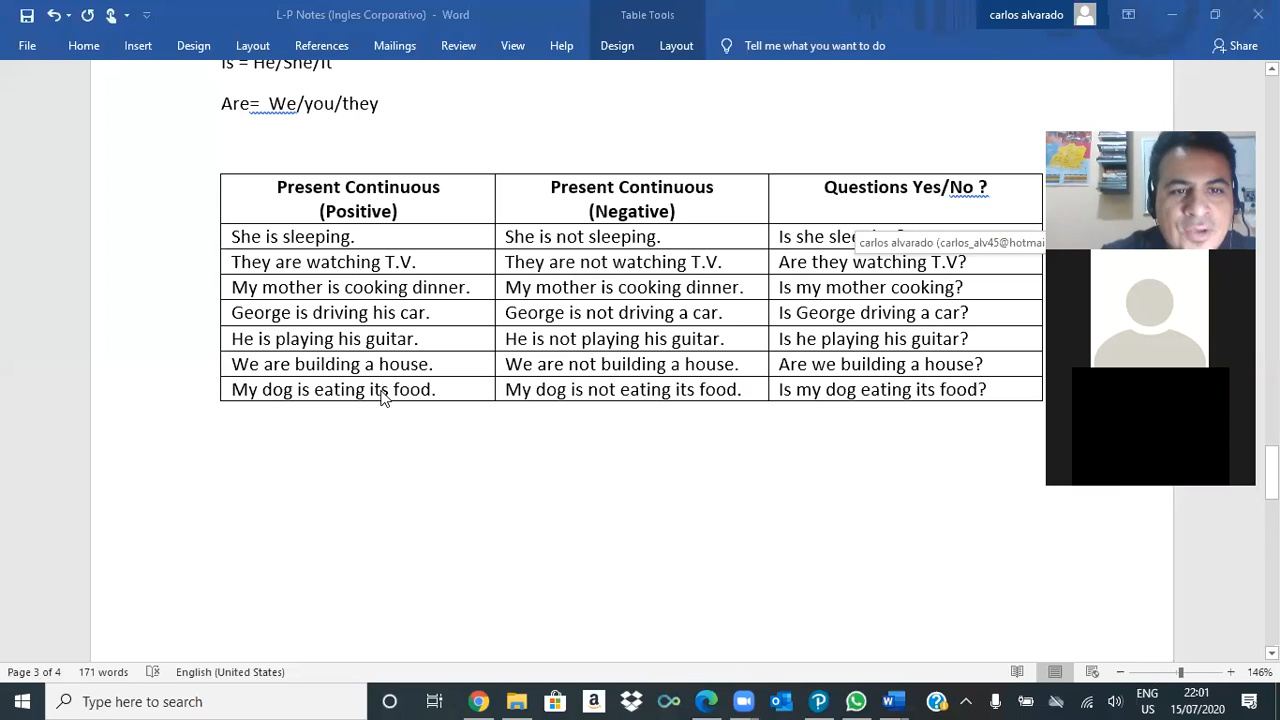 L-P Notes (Ingles Corporativo) - Word
Table Tools
carlos alvarado
File
Home
Insert
Design
Layout
References
Mailings
Review
View
Help
Design
Layout
Tell me what you want to do
Share
Is = He/She/It
Are= We/you/they
Present Continuous
(Positive)
Present Continuous
(Negative)
Questions Yes/No ?
She is sleeping.
She is not sleeping.
Is she
carlos alvarado (carlos_alv45@hotmai
They are watching T.V.
They are not watching T.V.
Are they watching T.V?
My mother is cooking dinner.
My mother is cooking dinner.
Is my mother cooking?
George is driving his car.
George is not driving a car.
Is George driving a car?
He is playing his guitar.
He is not playing his guitar.
Is he playing his guitar?
We are building a house.
We are not building a house.
Are we building a house?
My dog is eating its food.
My dog is not eating its food.
Is my dog eating its food?
Page 3 of 4
171 words
English (United States)
146%
Type here to search
ENG
US
22:01
15/07/2020